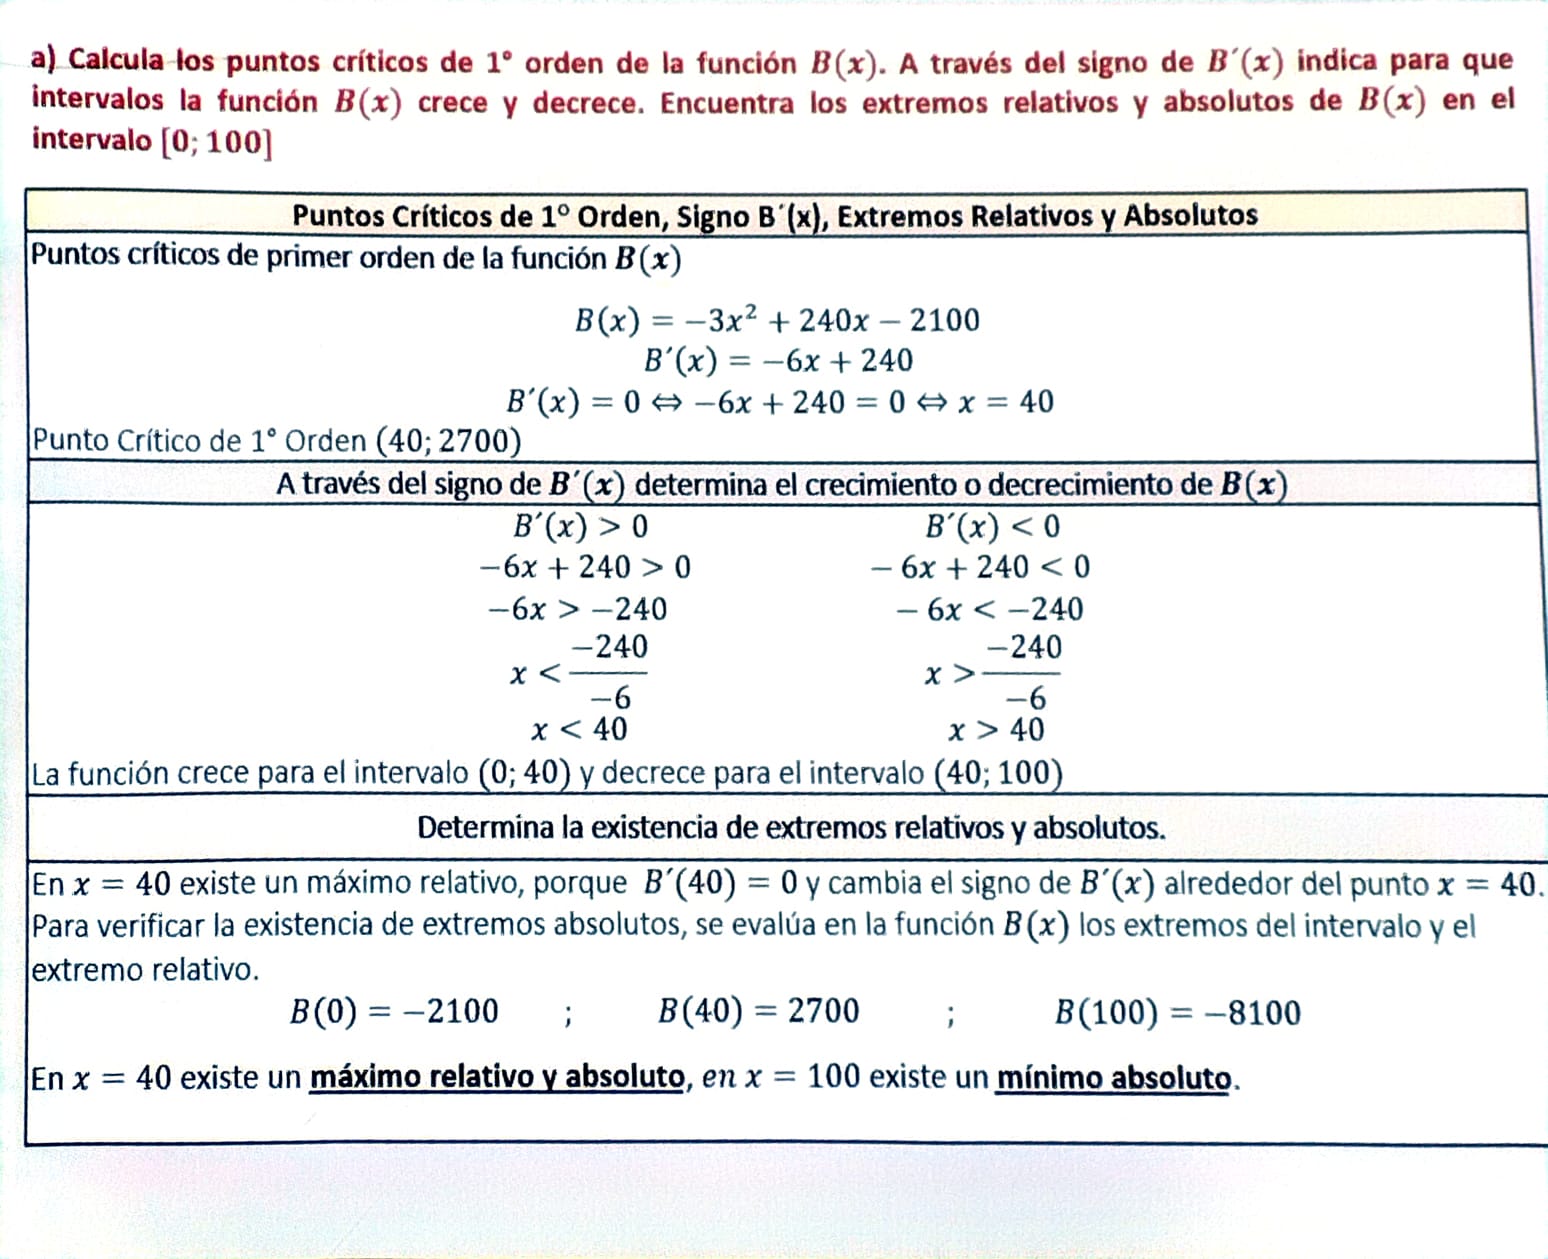 a) Calcula los puntos críticos de 1° orden de la función B(x). A través del signo de B´(x) indica para que
intervalos la función B(x) crece y decrece. Encuentra los extremos relativos y absolutos de B(x) en el
intervalo [0; 100]
Puntos Críticos de 1º Orden, Signo B´(x), Extremos Relativos y Absolutos
Puntos críticos de primer orden de la función B(x)
B(x) = −3x² + 240x − 2100
B´(x) = −6x + 240
B´(x) = 0 ⇔ −6x + 240 = 0 ⇔ x = 40
Punto Crítico de 1° Orden (40; 2700)
A través del signo de B´(x) determina el crecimiento o decrecimiento de B(x)
B´(x) > 0 B´(x) < 0
−6x + 240 > 0 − 6x + 240 < 0
−6x > −240 − 6x < −240
x < −240/−6 x > −240/−6
x < 40 x > 40
La función crece para el intervalo (0; 40) y decrece para el intervalo (40; 100)
Determina la existencia de extremos relativos y absolutos.
En x = 40 existe un máximo relativo, porque B´(40) = 0 y cambia el signo de B´(x) alrededor del punto x = 40.
Para verificar la existencia de extremos absolutos, se evalúa en la función B(x) los extremos del intervalo y el
extremo relativo.
B(0) = −2100 ; B(40) = 2700 ; B(100) = −8100
En x = 40 existe un máximo relativo y absoluto, en x = 100 existe un mínimo absoluto.